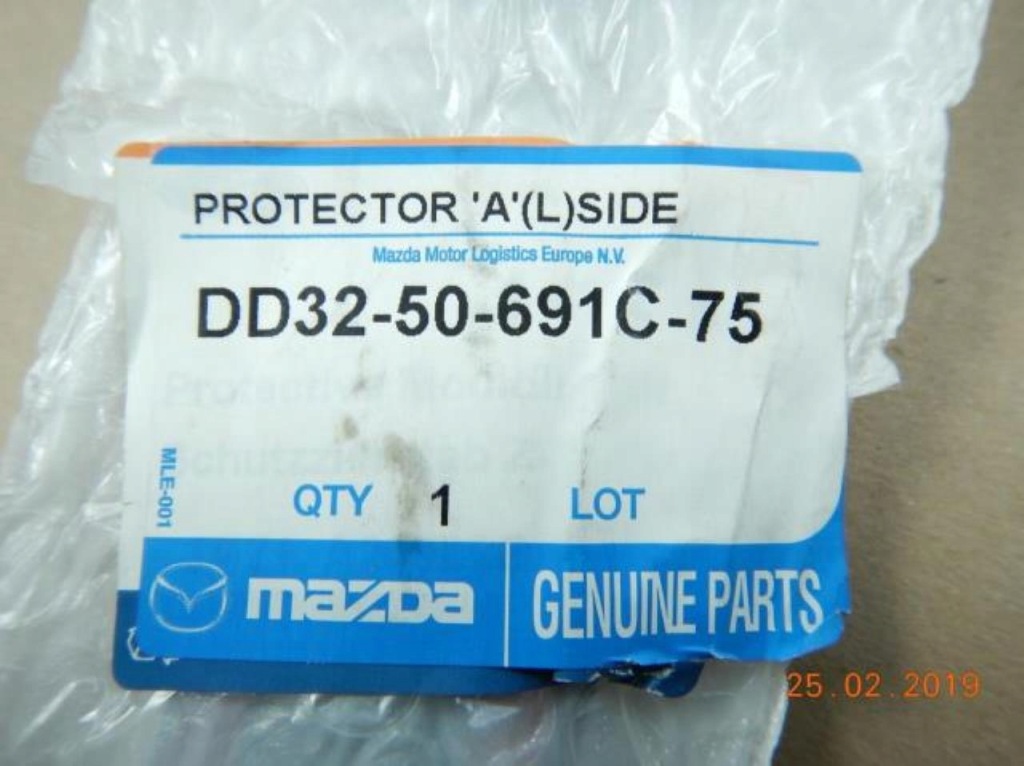 PROTECTOR 'A'(L)SIDE
Mazda Motor Logistics Europe N.V.
DD32-50-691C-75
Protective
MLE-001
QTY 1 LOT
mazda GENUINE PARTS
25.02.2019